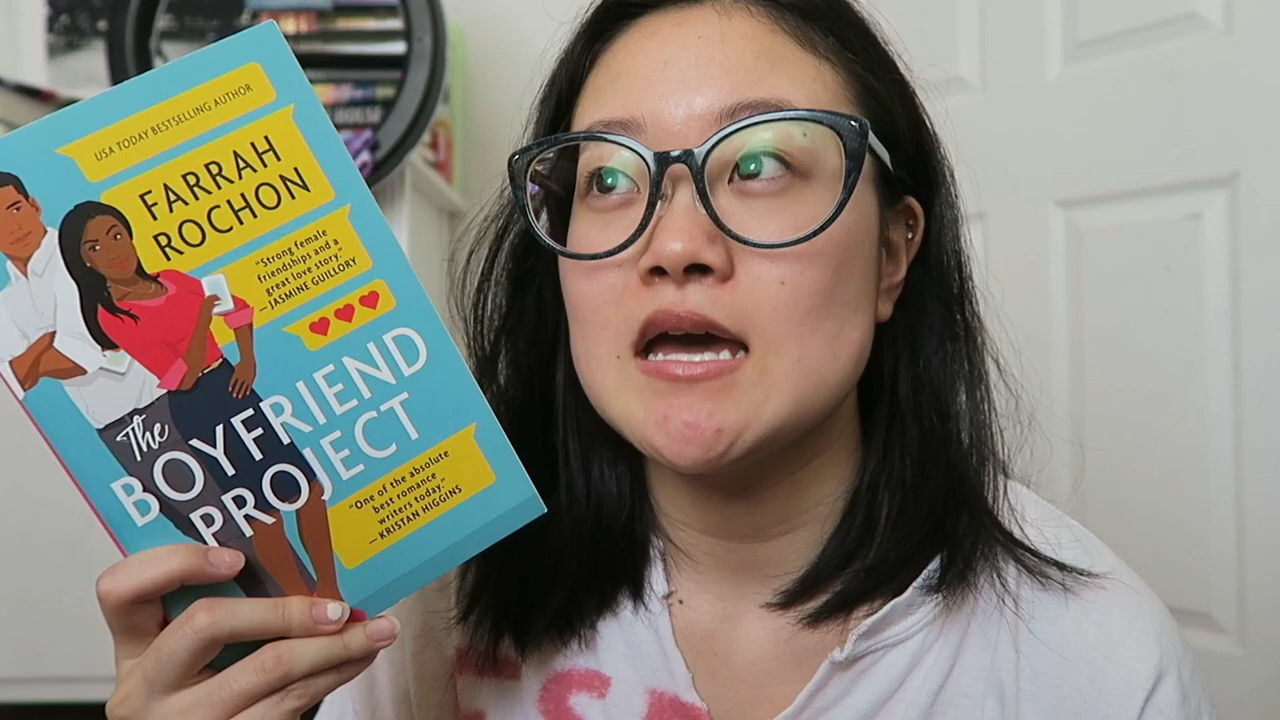 USA TODAY BESTSELLING AUTHOR
FARRAH
ROCHON
"Strong female
friendships and a
great love story."
—JASMINE GUILLORY
The
BOYFRIEND
PROJECT
"One of the absolute
best romance
writers today."
—KRISTAN HIGGINS